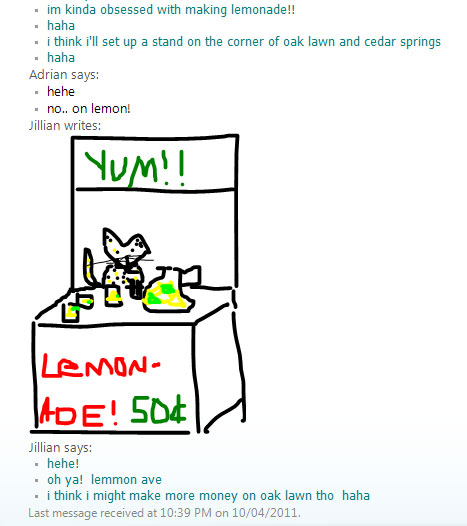 im kinda obsessed with making lemonade!!
haha
i think i'll set up a stand on the corner of oak lawn and cedar springs
haha
Adrian says:
hehe
no.. on lemon!
Jillian writes:
YUM!!
LEMON-
ADE! 50¢
Jillian says:
hehe!
oh ya! lemmon ave
i think i might make more money on oak lawn tho haha
Last message received at 10:39 PM on 10/04/2011.